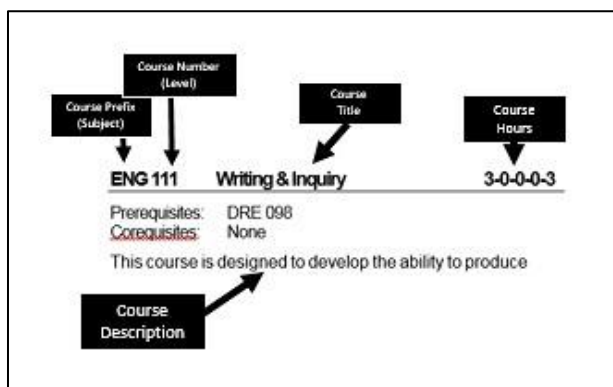 Course Number
(Level)
Course Prefix
(Subject)
Course
Title
Course
Hours
ENG 111 Writing & Inquiry 3-0-0-0-3
Prerequisites: DRE 098
Corequisites: None
This course is designed to develop the ability to produce
Course
Description